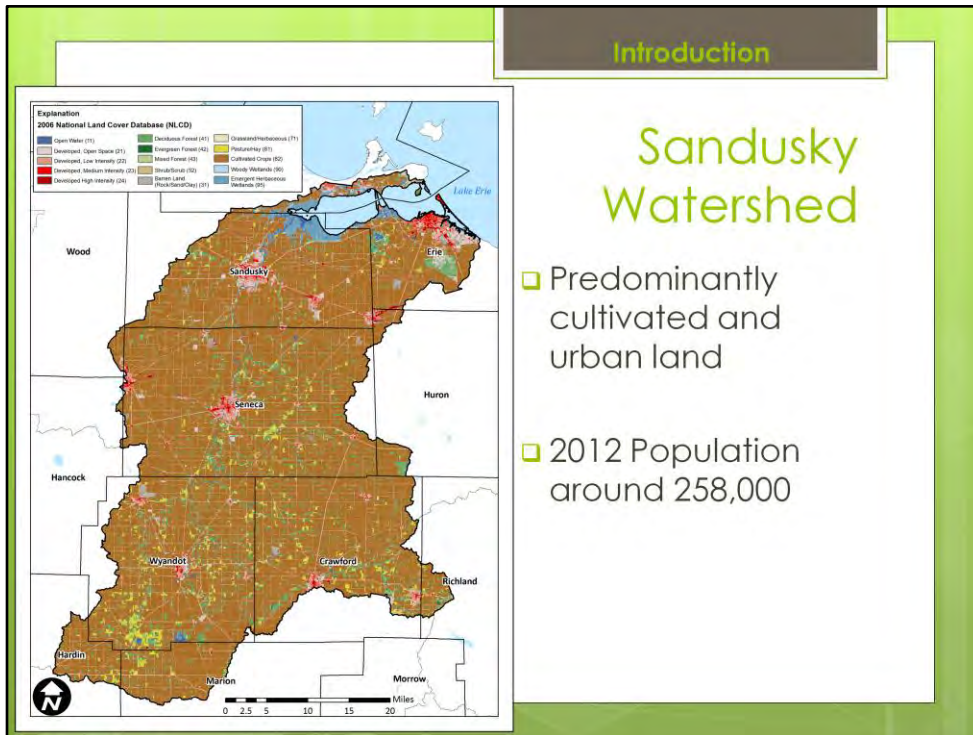 Introduction
Sandusky
Watershed
❑ Predominantly
cultivated and
urban land
❑ 2012 Population
around 258,000
Explanation
2006 National Land Cover Database (NLCD)
Open Water (11)
Developed, Open Space (21)
Developed, Low Intensity (22)
Developed, Medium Intensity (23)
Developed High Intensity (24)
Deciduous Forest (41)
Evergreen Forest (42)
Mixed Forest (43)
Shrub/Scrub (52)
Barren Land
(Rock/Sand/Clay) (31)
Grassland/Herbaceous (71)
Pasture/Hay (81)
Cultivated Crops (82)
Woody Wetlands (90)
Emergent Herbaceous
Wetlands (95)
Lake Erie
Wood
Erie
Sandusky
Seneca
Huron
Hancock
Wyandot
Crawford
Richland
Hardin
Marion
Morrow
N
Miles
0 2.5 5 10 15 20